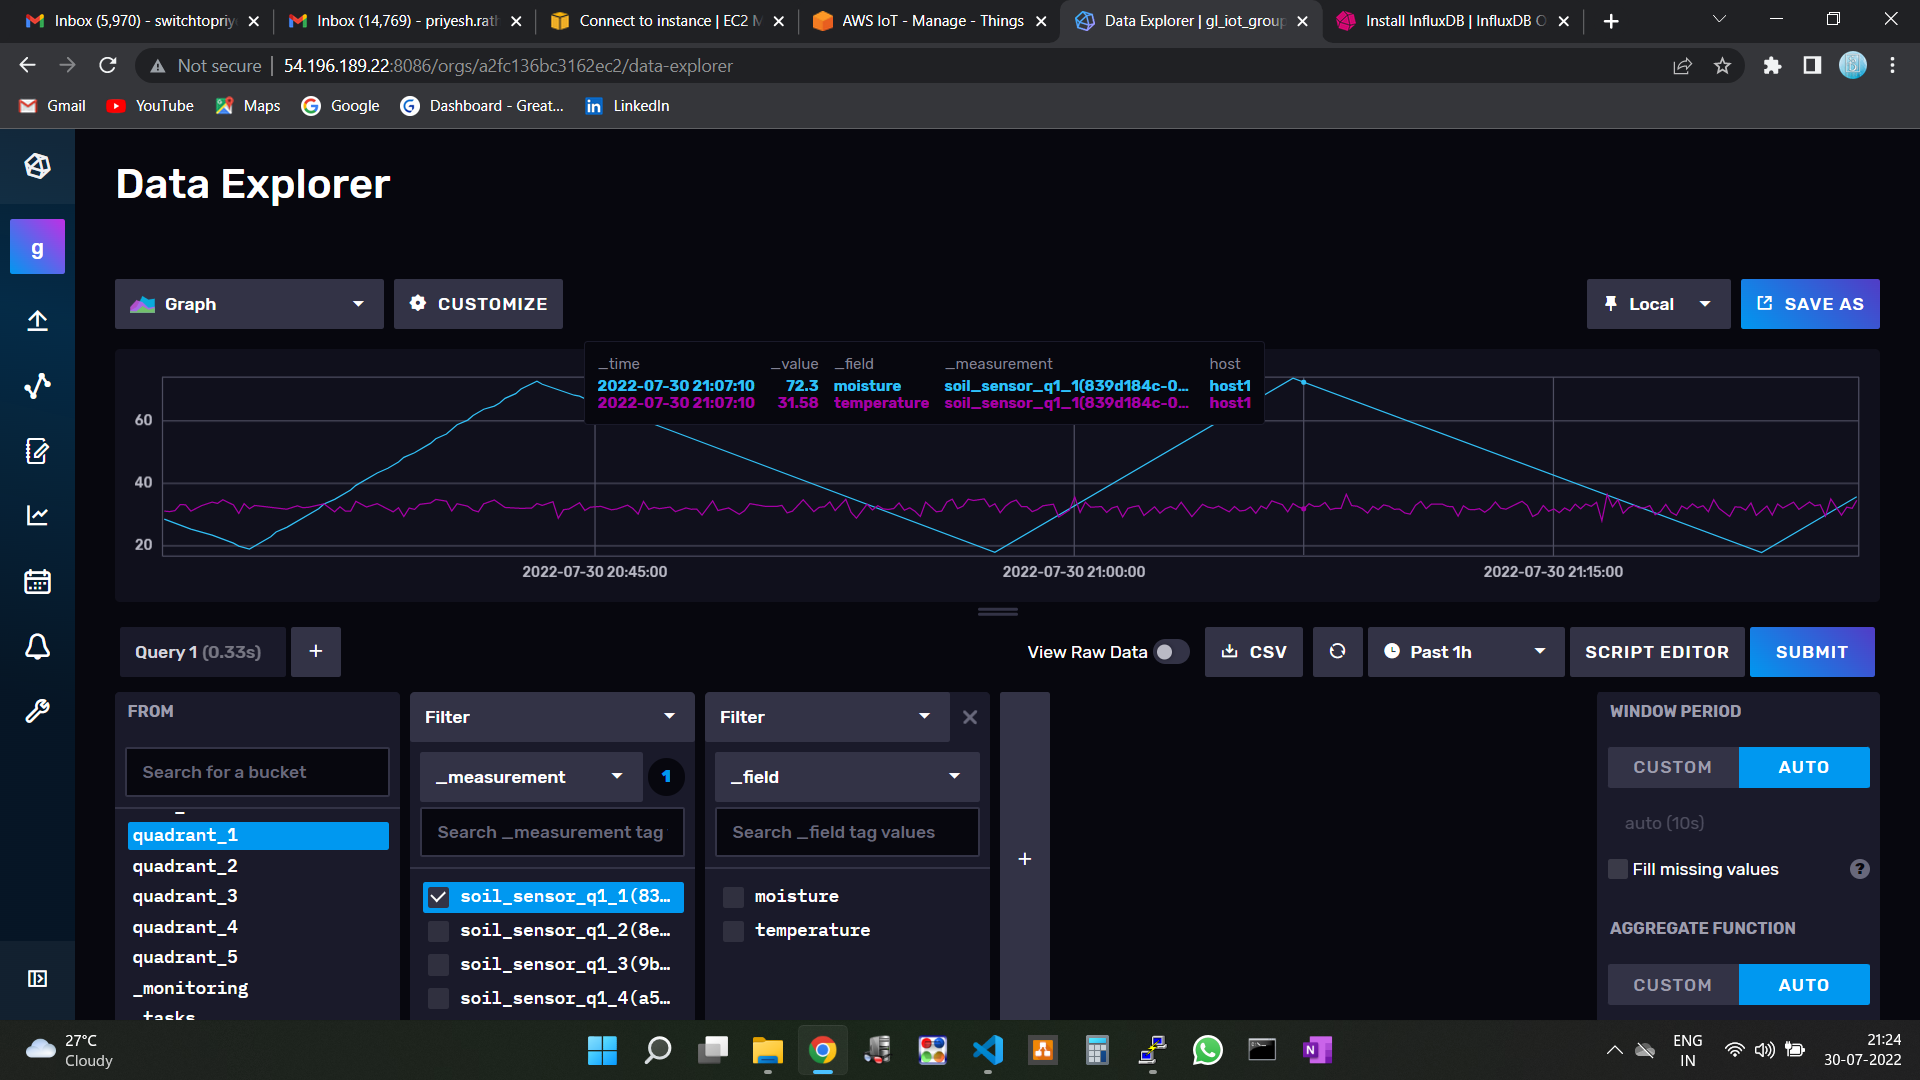 Inbox (5,970) - switchtopriy
Inbox (14,769) - priyesh.rat
Connect to instance | EC2 M
AWS IoT - Manage - Things
Data Explorer | gl_iot_group
Install InfluxDB | InfluxDB O
Not secure
54.196.189.22:8086/orgs/a2fc136bc3162ec2/data-explorer
Gmail
YouTube
Maps
Google
Dashboard - Great...
LinkedIn
g
Data Explorer
Graph
CUSTOMIZE
Local
SAVE AS
_time _value _field _measurement host
2022-07-30 21:07:10 72.3 moisture soil_sensor_q1_1(839d184c-0... host1
2022-07-30 21:07:10 31.58 temperature soil_sensor_q1_1(839d184c-0... host1
60
40
20
2022-07-30 20:45:00
2022-07-30 21:00:00
2022-07-30 21:15:00
Query 1 (0.33s)
+
View Raw Data
CSV
Past 1h
SCRIPT EDITOR
SUBMIT
FROM
Search for a bucket
quadrant_1
quadrant_2
quadrant_3
quadrant_4
quadrant_5
_monitoring
_tasks
Filter
_measurement
1
Search _measurement tag
soil_sensor_q1_1(83...
soil_sensor_q1_2(8e...
soil_sensor_q1_3(9b...
soil_sensor_q1_4(a5...
Filter
_field
Search _field tag values
moisture
temperature
+
WINDOW PERIOD
CUSTOM
AUTO
auto (10s)
Fill missing values
?
AGGREGATE FUNCTION
CUSTOM
AUTO
27°C
Cloudy
ENG
IN
21:24
30-07-2022